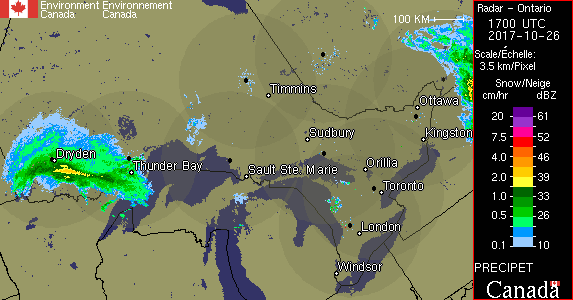 Environment Environnement
Canada Canada
100 KM
Timmins
Ottawa
Sudbury
Kingston
Dryden
Thunder Bay
Sault Ste. Marie
Orillia
Toronto
London
Windsor
Radar - Ontario
1700 UTC
2017-10-26
Scale/Échelle:
3.5 km/Pixel
Snow/Neige
cm/hr dBZ
20 61
10 52
7.5 50
4.0 46
2.0 39
1.0 33
0.5 26
0.1 10
PRECIPET
Canada